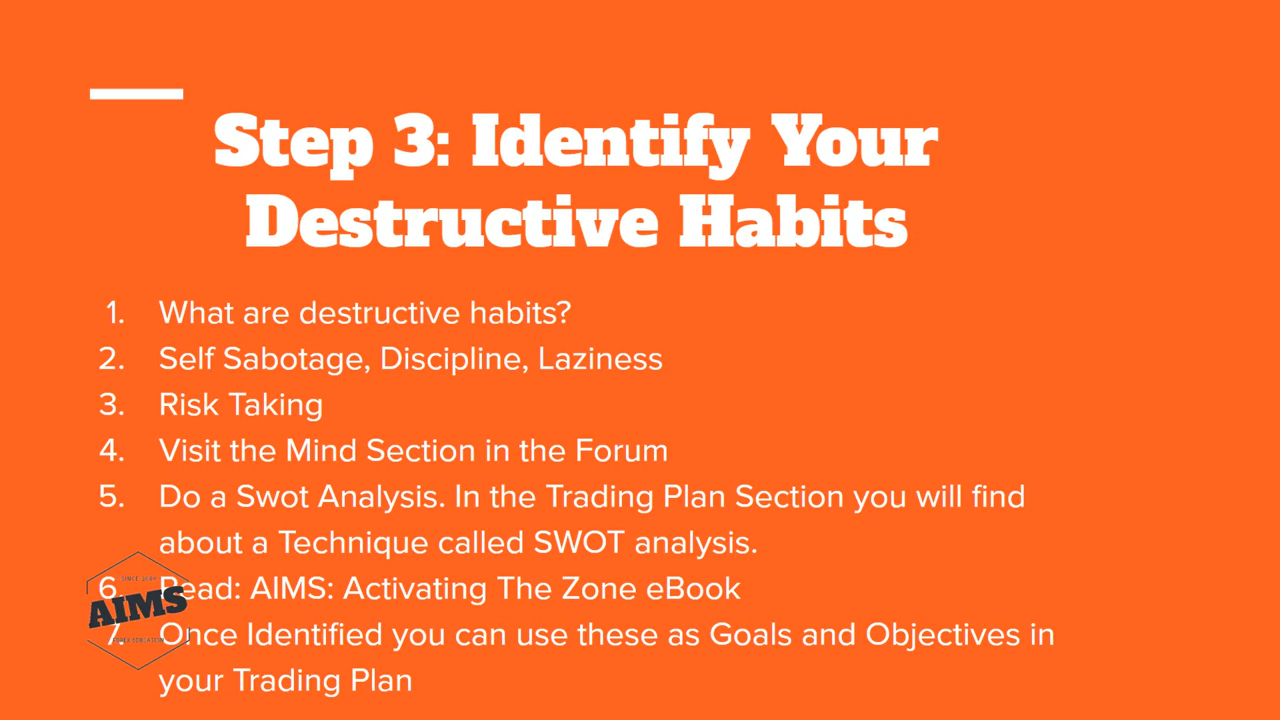 Step 3: Identify Your
Destructive Habits
1. What are destructive habits?
2. Self Sabotage, Discipline, Laziness
3. Risk Taking
4. Visit the Mind Section in the Forum
5. Do a Swot Analysis. In the Trading Plan Section you will find
about a Technique called SWOT analysis.
6. Read: AIMS: Activating The Zone eBook
7. Once Identified you can use these as Goals and Objectives in
your Trading Plan
AIMS
FOREX EDUCATION